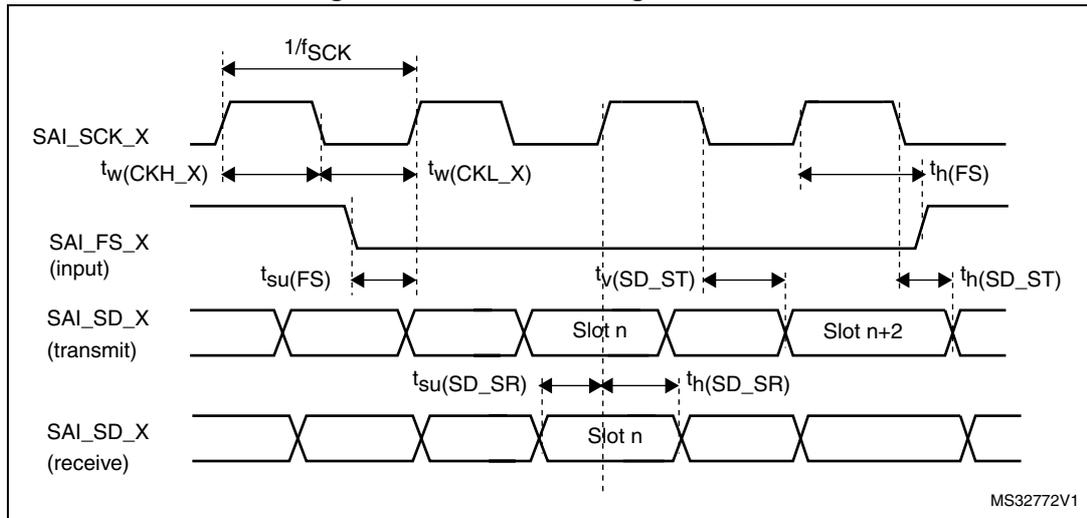 1/fSCK
SAI_SCK_X
tw(CKH_X)
tw(CKL_X)
th(FS)
SAI_FS_X
(input)
tsu(FS)
tv(SD_ST)
th(SD_ST)
SAI_SD_X
(transmit)
Slot n
Slot n+2
tsu(SD_SR)
th(SD_SR)
SAI_SD_X
(receive)
Slot n
MS32772V1